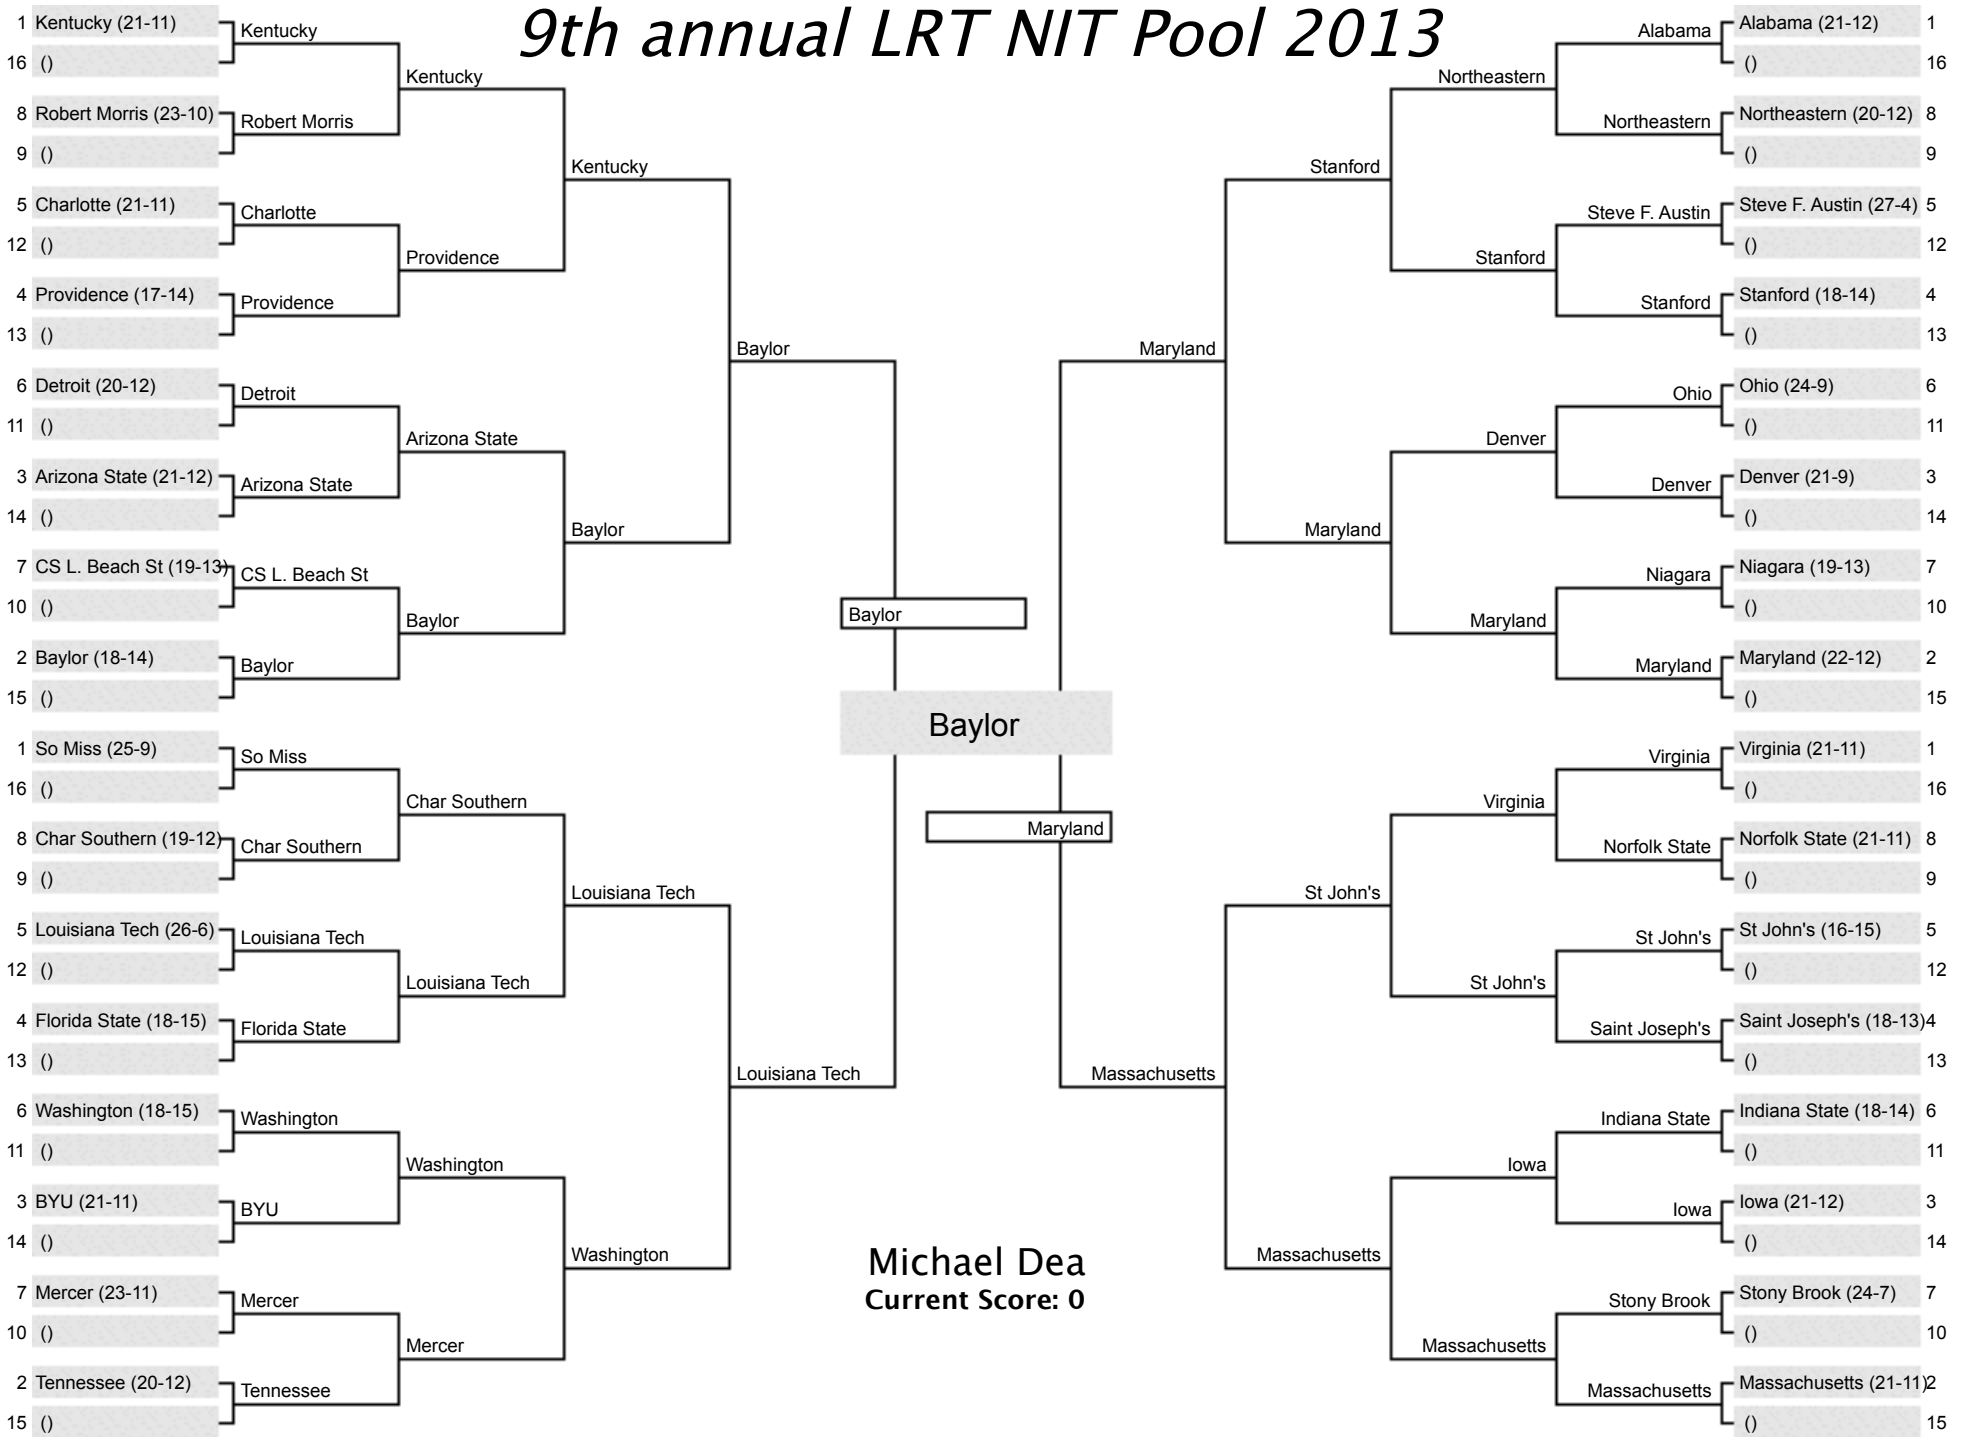 9th annual LRT NIT Pool 2013
1 Kentucky (21-11)
16 ()
8 Robert Morris (23-10)
9 ()
5 Charlotte (21-11)
12 ()
4 Providence (17-14)
13 ()
6 Detroit (20-12)
11 ()
3 Arizona State (21-12)
14 ()
7 CS L. Beach St (19-13)
10 ()
2 Baylor (18-14)
15 ()
1 So Miss (25-9)
16 ()
8 Char Southern (19-12)
9 ()
5 Louisiana Tech (26-6)
12 ()
4 Florida State (18-15)
13 ()
6 Washington (18-15)
11 ()
3 BYU (21-11)
14 ()
7 Mercer (23-11)
10 ()
2 Tennessee (20-12)
15 ()
Kentucky
Robert Morris
Charlotte
Providence
Detroit
Arizona State
CS L. Beach St
Baylor
So Miss
Char Southern
Louisiana Tech
Florida State
Washington
BYU
Mercer
Tennessee
Kentucky
Providence
Arizona State
Baylor
Char Southern
Louisiana Tech
Washington
Mercer
Kentucky
Baylor
Louisiana Tech
Washington
Baylor
Louisiana Tech
Baylor
Baylor
Maryland
Michael Dea
Current Score: 0
Maryland
Massachusetts
Stanford
Maryland
St John's
Massachusetts
Northeastern
Stanford
Denver
Maryland
Virginia
St John's
Iowa
Massachusetts
Alabama
Northeastern
Steve F. Austin
Stanford
Ohio
Denver
Niagara
Maryland
Virginia
Norfolk State
St John's
Saint Joseph's
Indiana State
Iowa
Stony Brook
Massachusetts
Alabama (21-12) 1
() 16
Northeastern (20-12) 8
() 9
Steve F. Austin (27-4) 5
() 12
Stanford (18-14) 4
() 13
Ohio (24-9) 6
() 11
Denver (21-9) 3
() 14
Niagara (19-13) 7
() 10
Maryland (22-12) 2
() 15
Virginia (21-11) 1
() 16
Norfolk State (21-11) 8
() 9
St John's (16-15) 5
() 12
Saint Joseph's (18-13) 4
() 13
Indiana State (18-14) 6
() 11
Iowa (21-12) 3
() 14
Stony Brook (24-7) 7
() 10
Massachusetts (21-11) 2
() 15